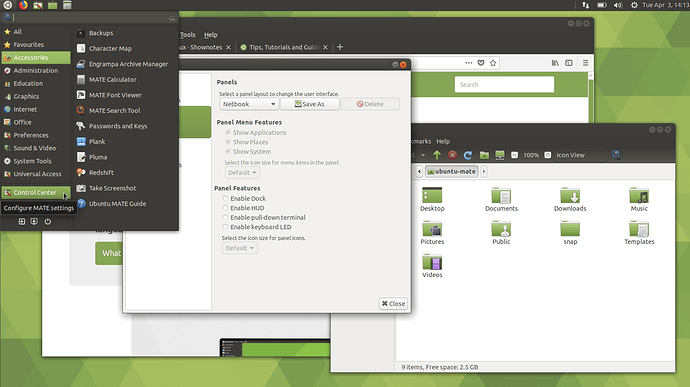 Tue Apr 3, 14:13
All
Favourites
Accessories
Administration
Education
Graphics
Internet
Office
Preferences
Sound & Video
System Tools
Universal Access
Control Center
Configure MATE settings
Backups
Character Map
Engrampa Archive Manager
MATE Calculator
MATE Font Viewer
MATE Search Tool
Passwords and Keys
Plank
Pluma
Redshift
Take Screenshot
Ubuntu MATE Guide
Tools Help
Shownotes
Tips, Tutorials and Guide
Search
What
Panels
Select a panel layout to change the user interface.
Netbook
Save As
Delete
Panel Menu Features
Show Applications
Show Places
Show System
Select the icon size for menu items in the panel.
Default
Panel Features
Enable Dock
Enable HUD
Enable pull-down terminal
Enable keyboard LED
Select the icon size for panel icons.
Default
Close
Help
100%
Icon View
ubuntu-mate
Desktop
Documents
Downloads
Music
Pictures
Public
snap
Templates
Videos
9 items, Free space: 2.5 GB